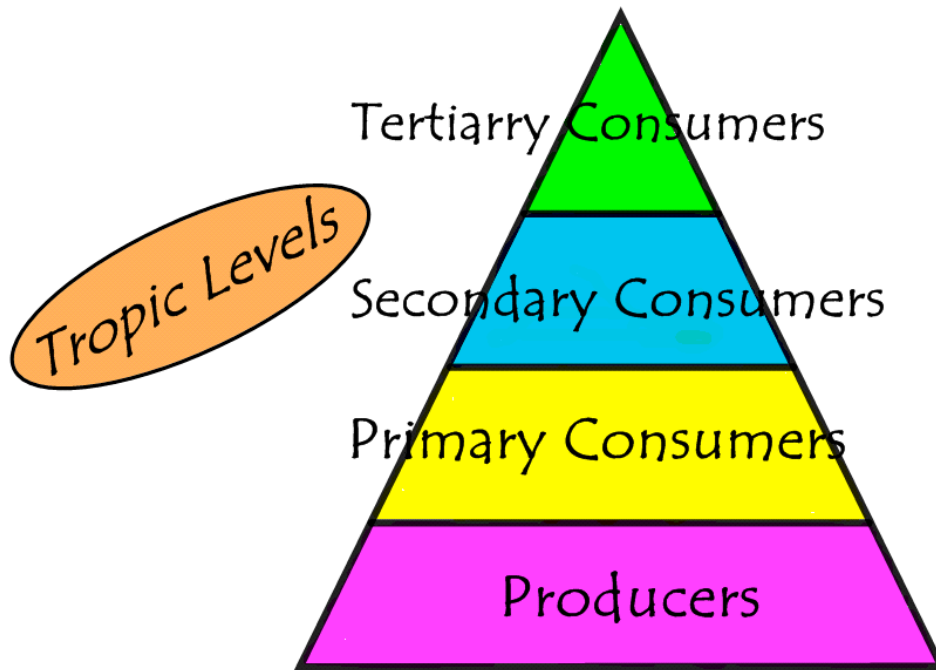 Tertiarry Consumers
Tropic Levels
Secondary Consumers
Primary Consumers
Producers